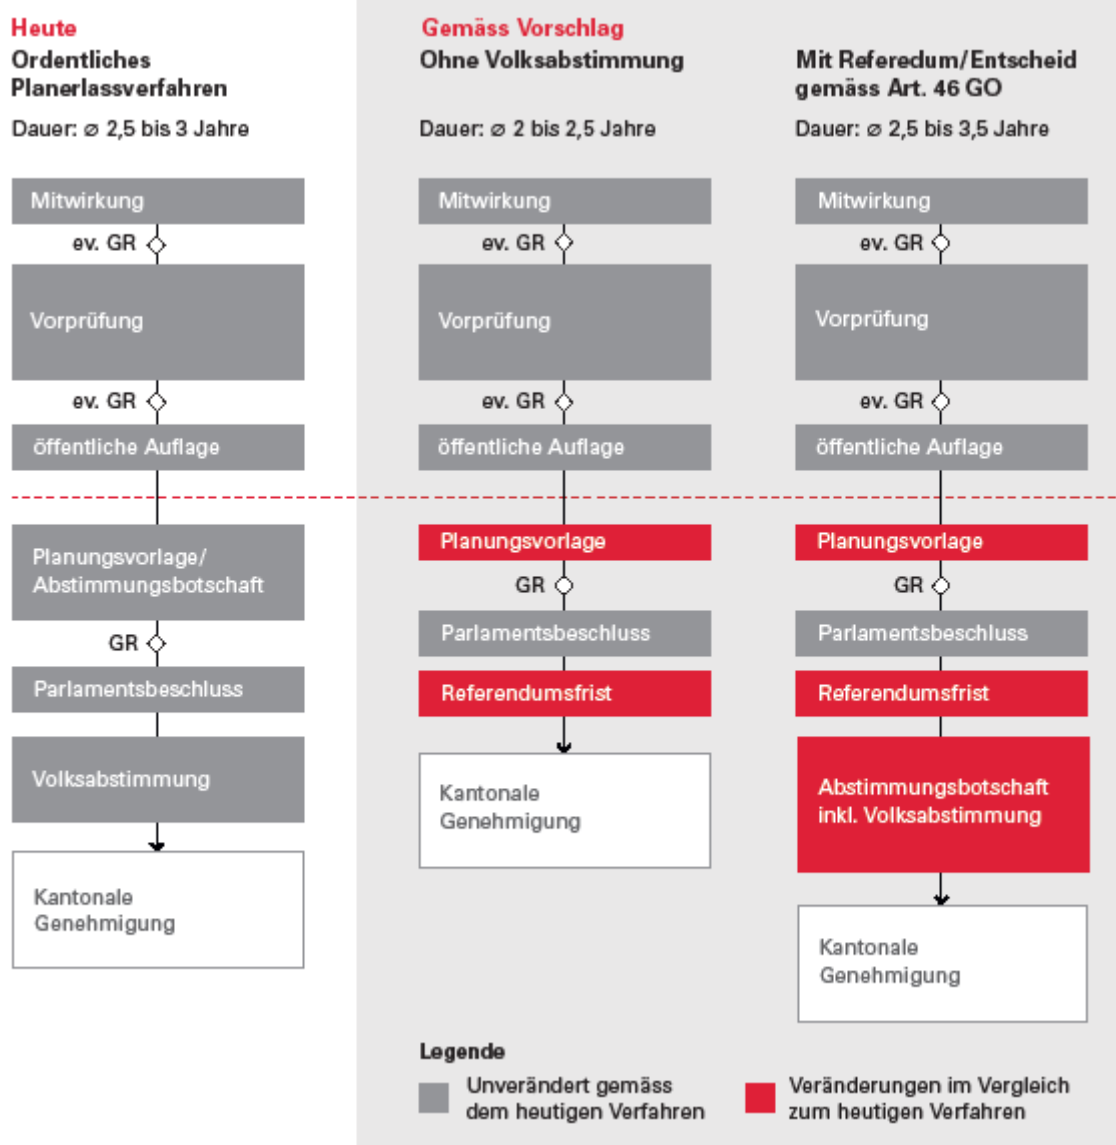 Heute
Ordentliches
Planerlassverfahren
Dauer: ø 2,5 bis 3 Jahre
Mitwirkung
ev. GR
Vorprüfung
ev. GR
öffentliche Auflage
Planungsvorlage/
Abstimmungsbotschaft
GR
Parlamentsbeschluss
Volksabstimmung
Kantonale
Genehmigung
Gemäss Vorschlag
Ohne Volksabstimmung
Dauer: ø 2 bis 2,5 Jahre
Mitwirkung
ev. GR
Vorprüfung
ev. GR
öffentliche Auflage
Planungsvorlage
GR
Parlamentsbeschluss
Referendumsfrist
Kantonale
Genehmigung
Mit Referedum/Entscheid
gemäss Art. 46 GO
Dauer: ø 2,5 bis 3,5 Jahre
Mitwirkung
ev. GR
Vorprüfung
ev. GR
öffentliche Auflage
Planungsvorlage
GR
Parlamentsbeschluss
Referendumsfrist
Abstimmungsbotschaft
inkl. Volksabstimmung
Kantonale
Genehmigung
Legende
Unverändert gemäss
dem heutigen Verfahren
Veränderungen im Vergleich
zum heutigen Verfahren